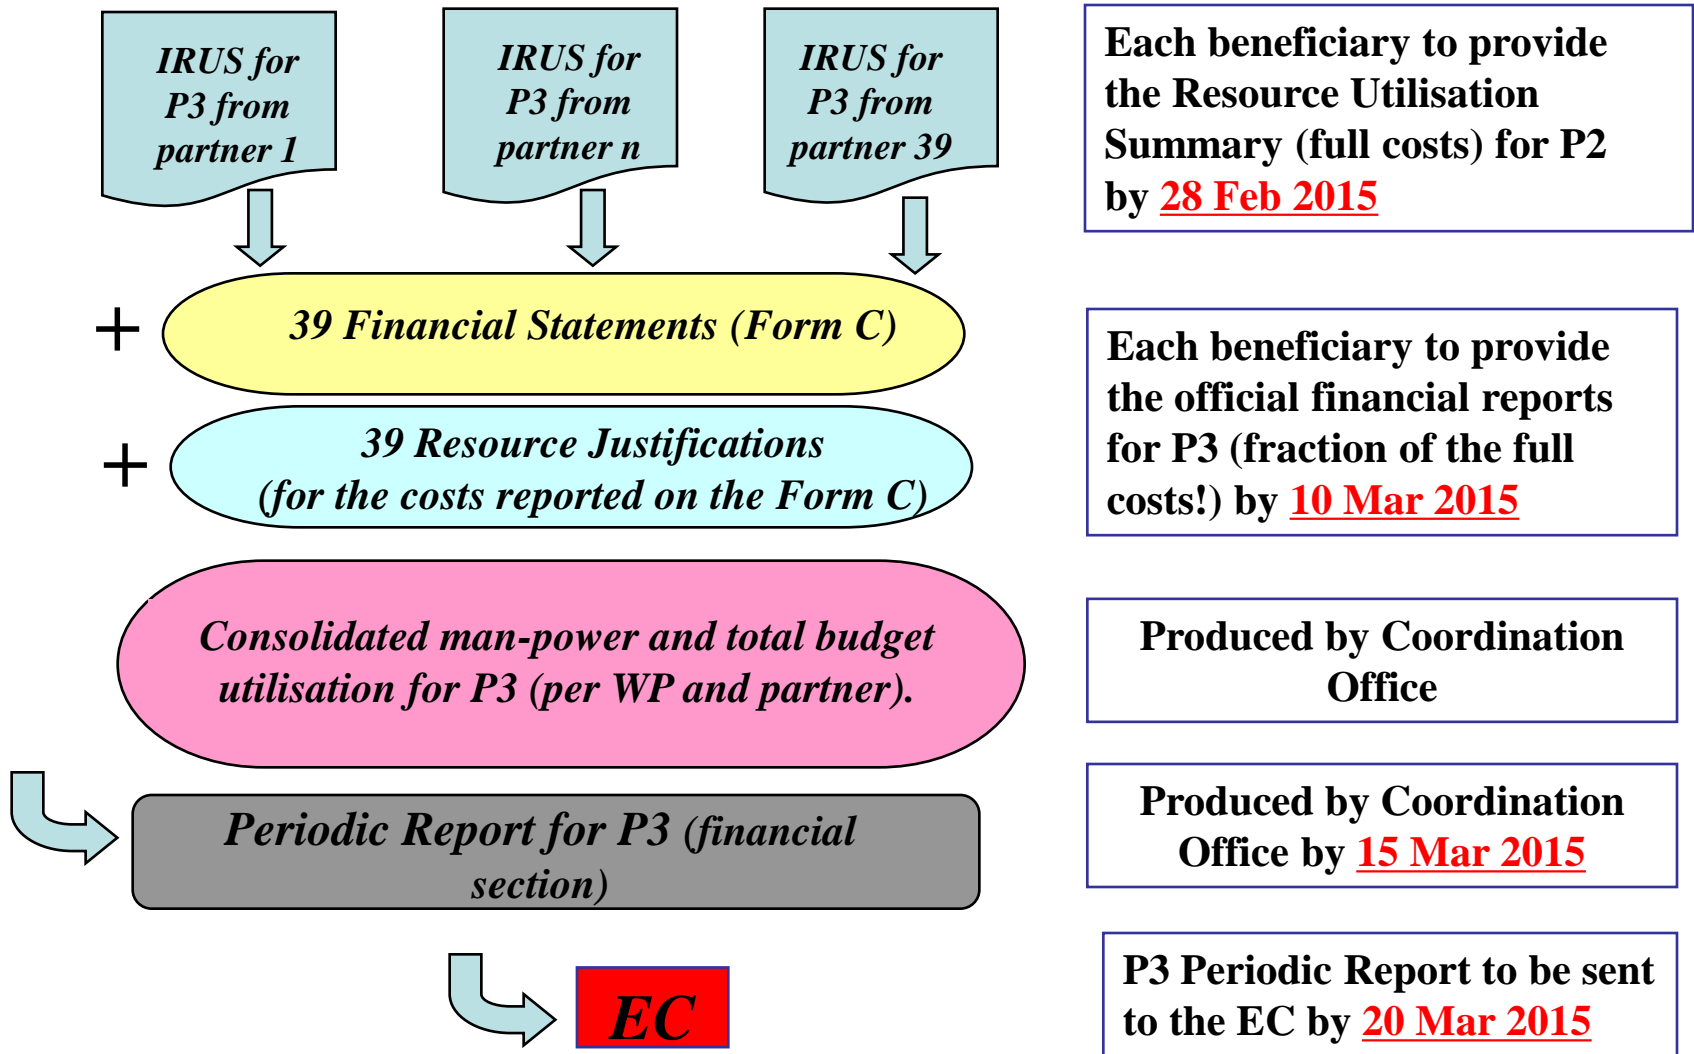 IRUS for
P3 from
partner 1
IRUS for
P3 from
partner n
IRUS for
P3 from
partner 39
Each beneficiary to provide
the Resource Utilisation
Summary (full costs) for P2
by 28 Feb 2015
+
39 Financial Statements (Form C)
+
39 Resource Justifications
(for the costs reported on the Form C)
Each beneficiary to provide
the official financial reports
for P3 (fraction of the full
costs!) by 10 Mar 2015
Consolidated man-power and total budget
utilisation for P3 (per WP and partner).
Produced by Coordination
Office
Periodic Report for P3 (financial
section)
Produced by Coordination
Office by 15 Mar 2015
EC
P3 Periodic Report to be sent
to the EC by 20 Mar 2015